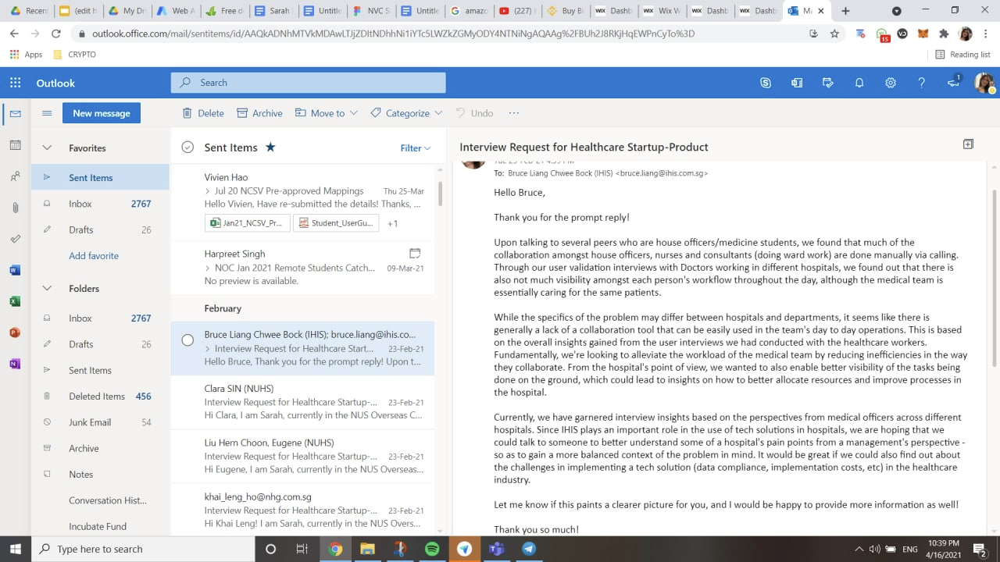 Recen
(edit h
My Dr
Web A
Free d
Sarah
Untitle
NVC S
Untitle
amazo
(227)
Buy Bl
Dashb
Wix W
Dashb
Dashb
Ma
outlook.office.com/mail/sentitems/id/AAQkADNhMTVkMDAwLTJjZDItNDhhNi1iYTc5LWZkZGMyODY4NTNiNgAQAAg%2FBUh2J8RKjHqEWPnCyTo%3D
15
Apps
CRYPTO
Reading list
Outlook
Search
1
New message
Delete
Archive
Move to
Categorize
Undo
Favorites
Sent Items
Inbox 2767
Drafts 26
Add favorite
Folders
Inbox 2767
Drafts 26
Sent Items
Deleted Items 456
Junk Email 54
Archive
Notes
Conversation Hist...
Incubate Fund
Sent Items
Filter
Vivien Hao
Jul 20 NCSV Pre-approved Mappings Thu 25-Mar
Hello Vivien, Have re-submitted the details! Thanks, ...
Jan21_NCSV_Pr...
Student_UserGu...
+1
Harpreet Singh
NOC Jan 2021 Remote Students Catch... 09-Mar-21
No preview is available.
February
Bruce Liang Chwee Bock (IHIS); bruce.liang@ihis.co...
Interview Request for Healthcare Start... 23-Feb-21
Hello Bruce, Thank you for the prompt reply! Upon t...
Clara SIN (NUHS)
Interview Request for Healthcare Startup-... 23-Feb-21
Hi Clara, I am Sarah, currently in the NUS Overseas C...
Liu Hern Choon, Eugene (NUHS)
Interview Request for Healthcare Startup-... 23-Feb-21
Hi Eugene, I am Sarah, currently in the NUS Overseas...
khai_leng_ho@nhg.com.sg
Interview Request for Healthcare Startup-... 23-Feb-21
Hi Khai Leng! I am Sarah, currently in the NUS Overs...
Interview Request for Healthcare Startup-Product
To: Bruce Liang Chwee Bock (IHIS) <bruce.liang@ihis.com.sg>
Hello Bruce,
Thank you for the prompt reply!
Upon talking to several peers who are house officers/medicine students, we found that much of the
collaboration amongst house officers, nurses and consultants (doing ward work) are done manually via calling.
Through our user validation interviews with Doctors working in different hospitals, we found out that there is
also not much visibility amongst each person's workflow throughout the day, although the medical team is
essentially caring for the same patients.
While the specifics of the problem may differ between hospitals and departments, it seems like there is
generally a lack of a collaboration tool that can be easily used in the team's day to day operations. This is based
on the overall insights gained from the user interviews we had conducted with the healthcare workers.
Fundamentally, we're looking to alleviate the workload of the medical team by reducing inefficiencies in the way
they collaborate. From the hospital's point of view, we wanted to also enable better visibility of the tasks being
done on the ground, which could lead to insights on how to better allocate resources and improve processes in
the hospital.
Currently, we have garnered interview insights based on the perspectives from medical officers across different
hospitals. Since IHIS plays an important role in the use of tech solutions in hospitals, we are hoping that we
could talk to someone to better understand some of a hospital's pain points from a management's perspective -
so as to gain a more balanced context of the problem in mind. It would be great if we could also find out about
the challenges in implementing a tech solution (data compliance, implementation costs, etc) in the healthcare
industry.
Let me know if this paints a clearer picture for you, and I would be happy to provide more information as well!
Thank you so much!
Type here to search
ENG
10:39 PM
4/16/2021
2